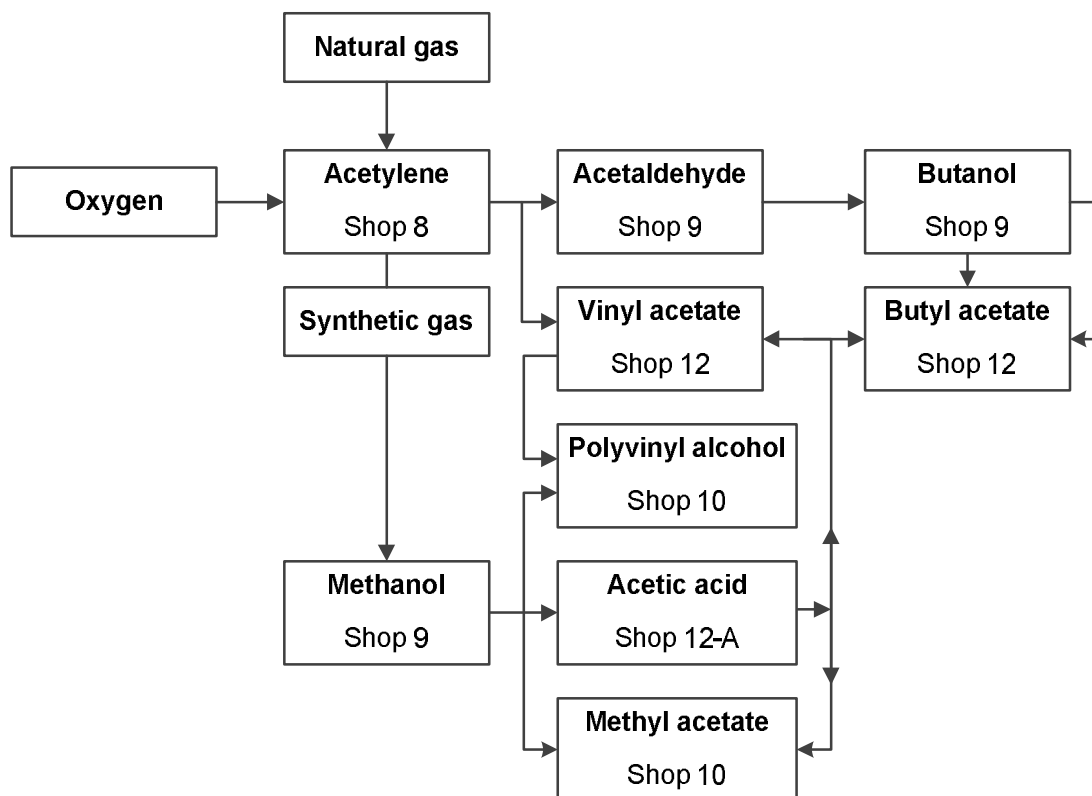 Natural gas
Oxygen
Acetylene
Shop 8
Acetaldehyde
Shop 9
Butanol
Shop 9
Synthetic gas
Vinyl acetate
Shop 12
Butyl acetate
Shop 12
Polyvinyl alcohol
Shop 10
Methanol
Shop 9
Acetic acid
Shop 12-A
Methyl acetate
Shop 10